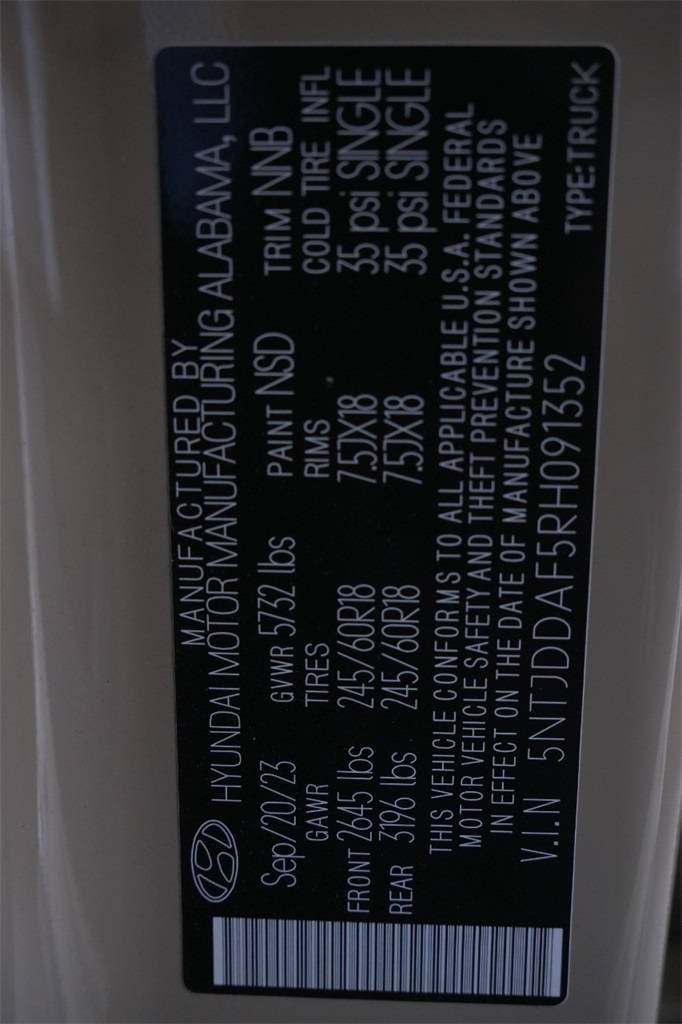 MANUFACTURED BY
HYUNDAI MOTOR MANUFACTURING ALABAMA, LLC
Sep/20/23 GVWR 5732 lbs PAINT NSD TRIM NNB
GAWR TIRES RIMS COLD TIRE INFL
FRONT 2645 lbs 245/60R18 7.5JX18 35 psi SINGLE
REAR 3196 lbs 245/60R18 7.5JX18 35 psi SINGLE
THIS VEHICLE CONFORMS TO ALL APPLICABLE U.S.A. FEDERAL
MOTOR VEHICLE SAFETY AND THEFT PREVENTION STANDARDS
IN EFFECT ON THE DATE OF MANUFACTURE SHOWN ABOVE
V.I.N 5NTJDDAF5RH091352 TYPE:TRUCK